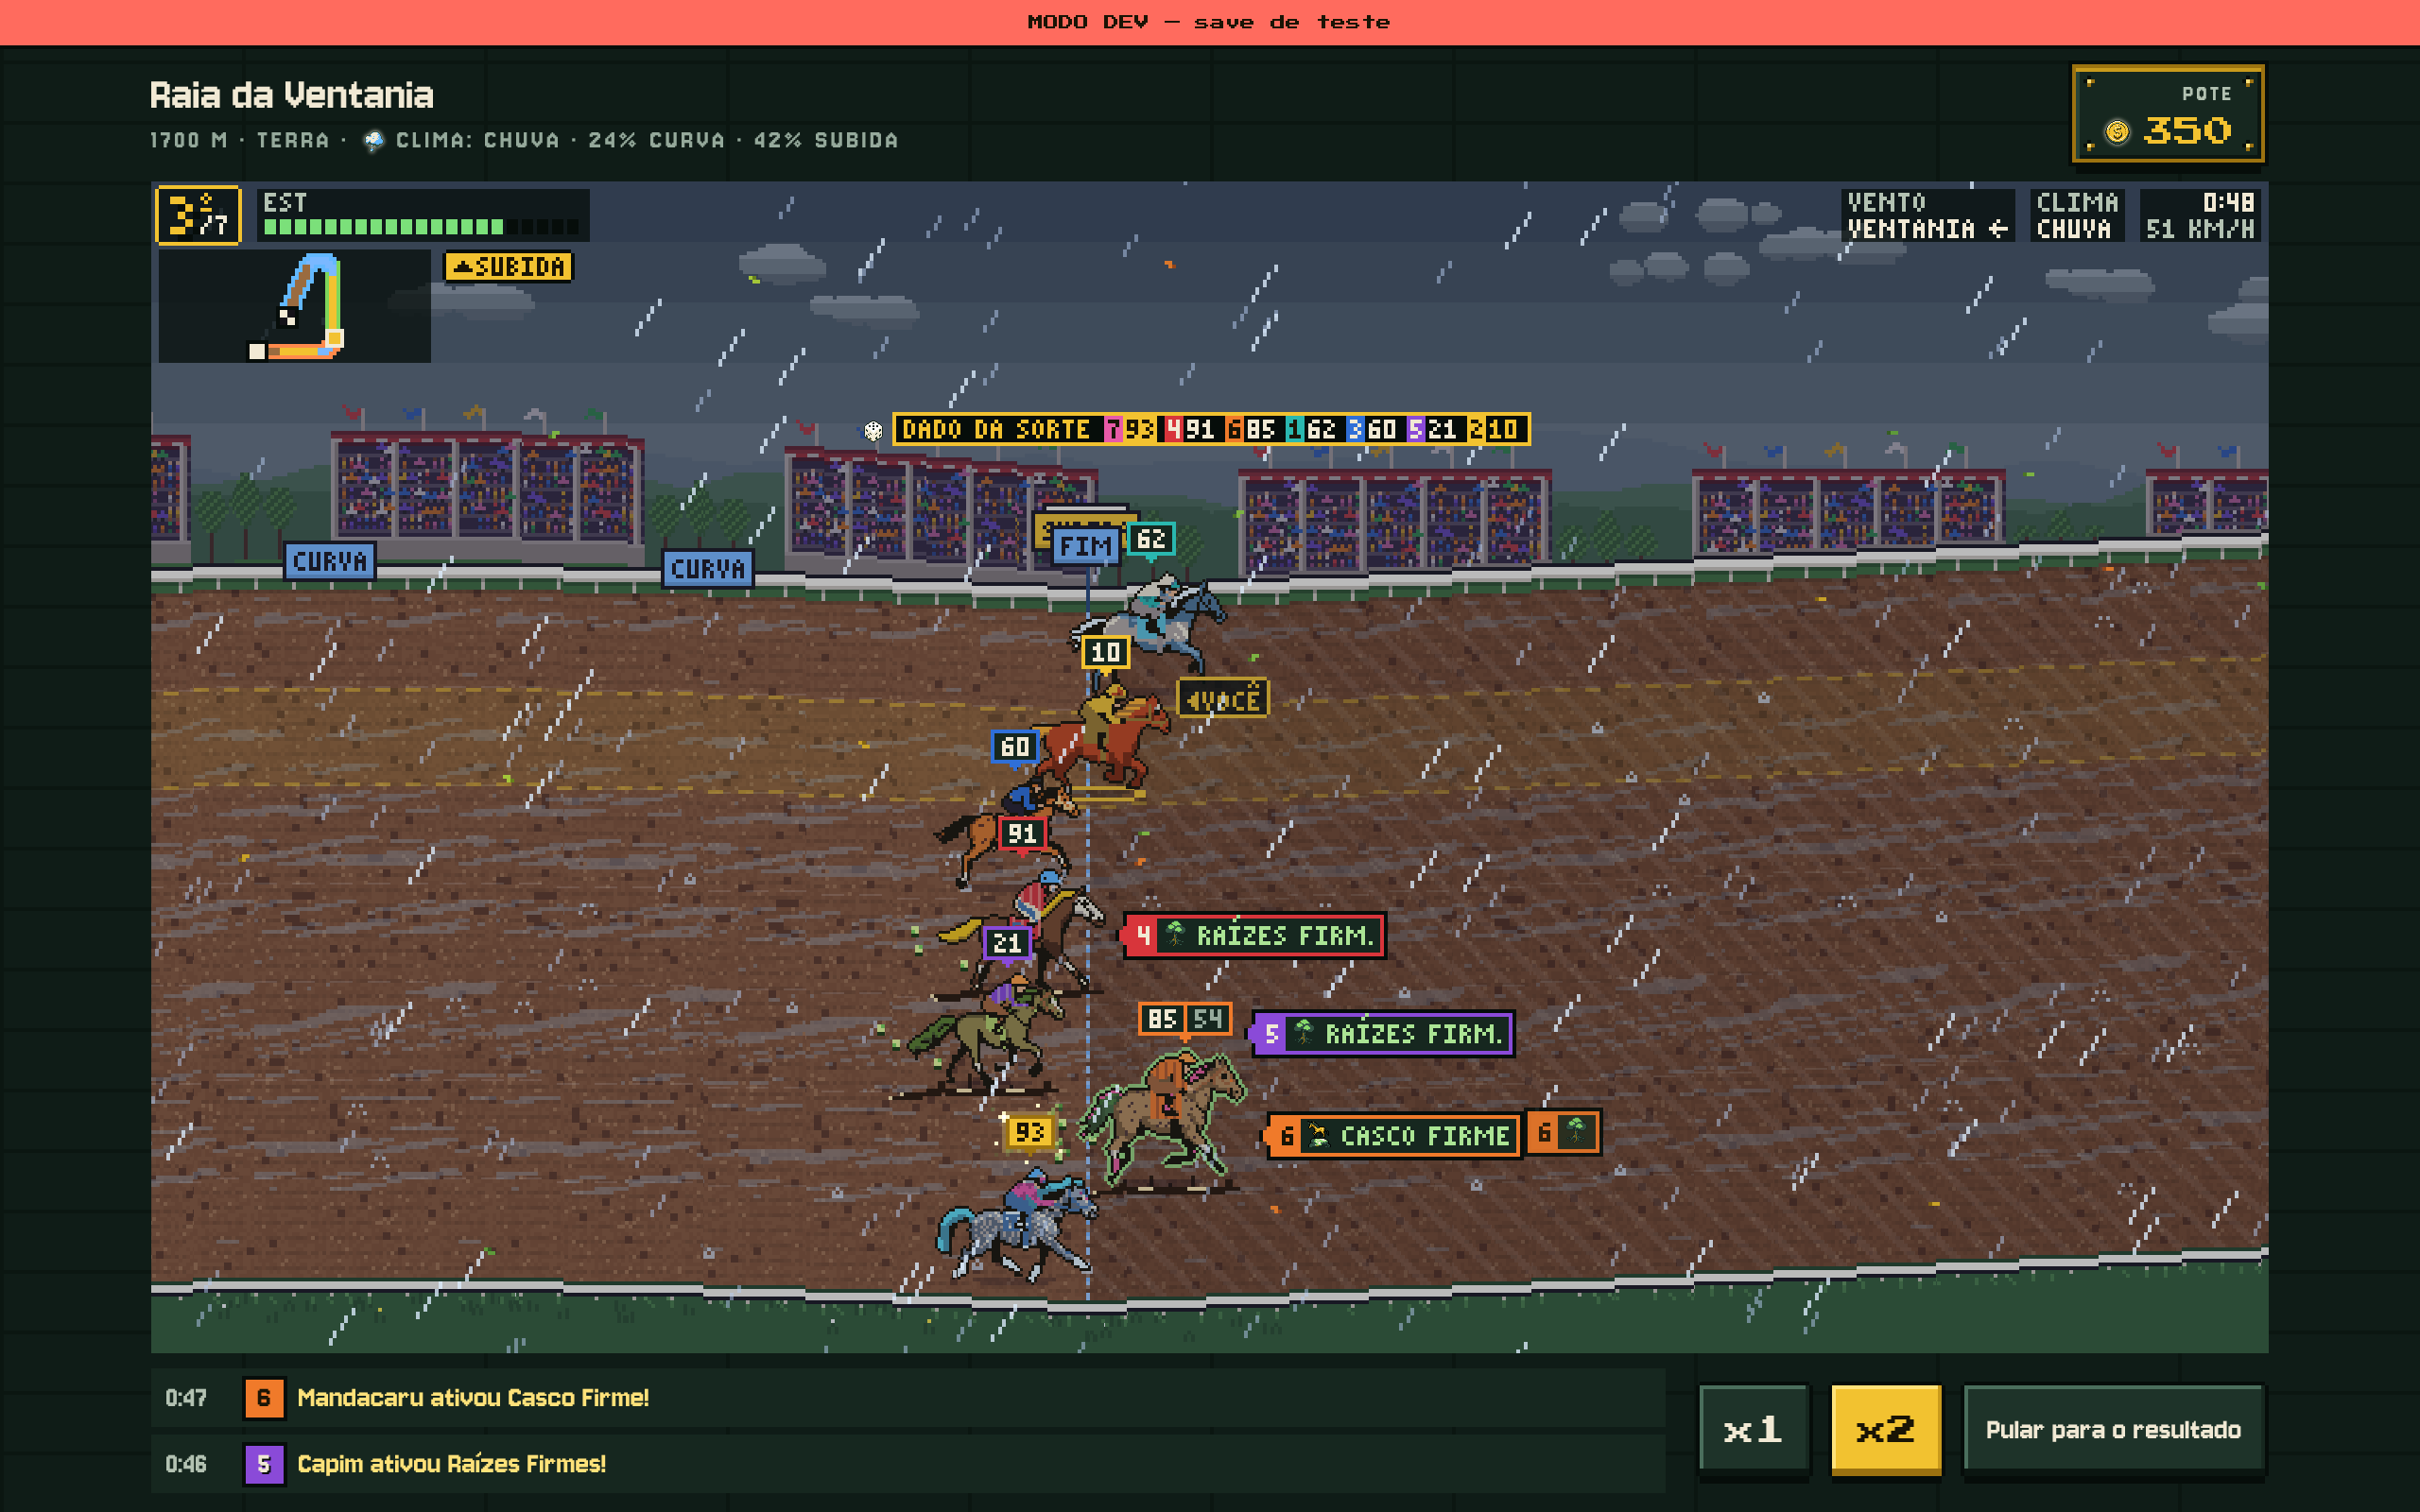 MODO DEV — save de teste
Raia da Ventania
1700 M · TERRA · CLIMA: CHUVA · 24% CURVA · 42% SUBIDA
POTE
350
3º/7
EST
SUBIDA
VENTO
VENTANIA ←
CLIMA
CHUVA
0:48
51 KM/H
DADO DA SORTE 7 93 4 91 6 85 1 62 3 60 5 21 2 10
CURVA
CURVA
FIM
62
10
VOCÊ
60
91
4 RAÍZES FIRM.
21
85 54
5 RAÍZES FIRM.
93
6 CASCO FIRME 6
0:47 6 Mandacaru ativou Casco Firme!
0:46 5 Capim ativou Raízes Firmes!
x1
x2
Pular para o resultado